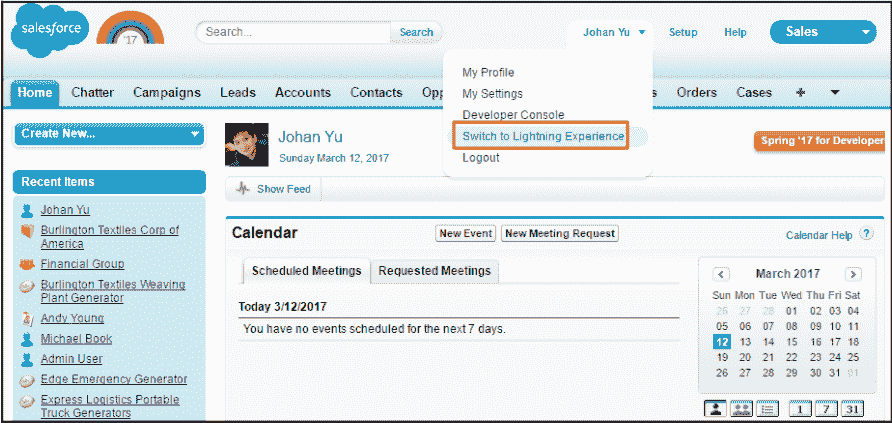 salesforce
'17
Search...
Search
Johan Yu
Setup
Help
Sales
My Profile
My Settings
Developer Console
Switch to Lightning Experience
Logout
Home Chatter Campaigns Leads Accounts Contacts Opp s Orders Cases +
Create New...
Johan Yu
Sunday March 12, 2017
Spring '17 for Developer
Show Feed
Recent Items
Johan Yu
Burlington Textiles Corp of
America
Financial Group
Burlington Textiles Weaving
Plant Generator
Andy Young
Michael Book
Admin User
Edge Emergency Generator
Express Logistics Portable
Truck Generators
Calendar
New Event
New Meeting Request
Calendar Help ?
Scheduled Meetings
Requested Meetings
Today 3/12/2017
You have no events scheduled for the next 7 days.
< March 2017 >
Sun Mon Tue Wed Thu Fri Sat
26 27 28 01 02 03 04
05 06 07 08 09 10 11
12 13 14 15 16 17 18
19 20 21 22 23 24 25
26 27 28 29 30 31 01
1 7 31